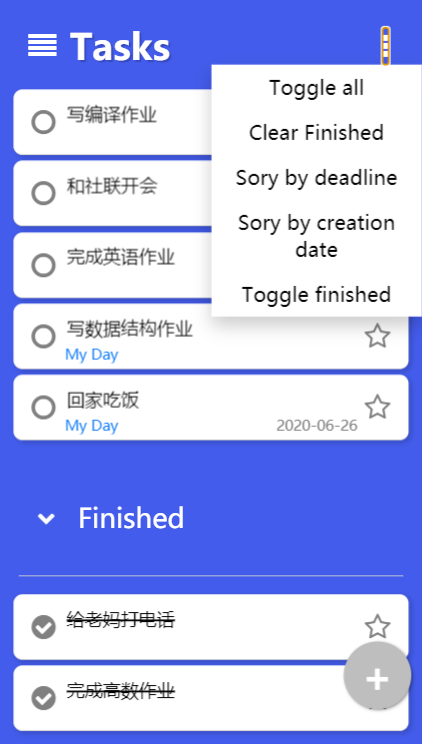 Tasks
Toggle all
Clear Finished
Sory by deadline
Sory by creation
date
Toggle finished
写编译作业
和社联开会
完成英语作业
写数据结构作业
My Day
回家吃饭
My Day
2020-06-26
Finished
给老妈打电话
完成高数作业